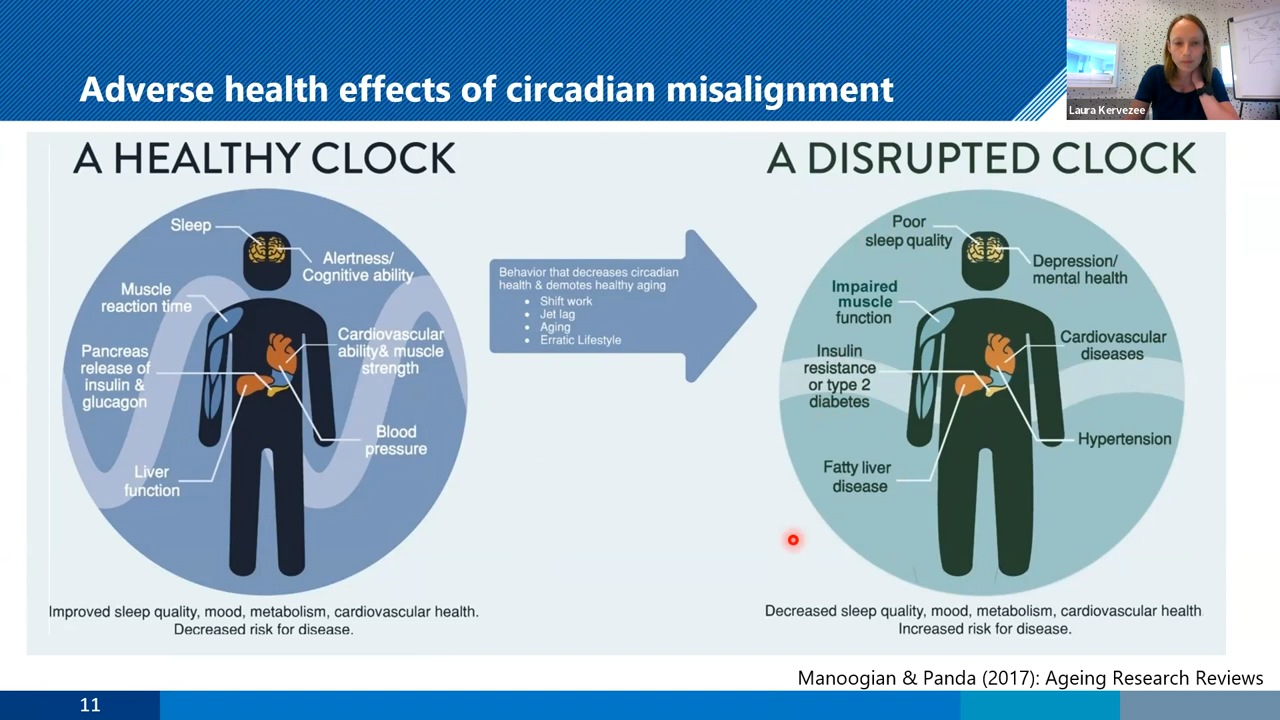 Adverse health effects of circadian misalignment
Laura Kervezee
A HEALTHY CLOCK
Sleep
Alertness/
Cognitive ability
Muscle
reaction time
Cardiovascular
ability& muscle
strength
Pancreas
release of
insulin &
glucagon
Blood
pressure
Liver
function
Improved sleep quality, mood, metabolism, cardiovascular health.
Decreased risk for disease.
Behavior that decreases circadian
health & demotes healthy aging
• Shift work
• Jet lag
• Aging
• Erratic Lifestyle
A DISRUPTED CLOCK
Poor
sleep quality
Depression/
mental health
Impaired
muscle
function
Cardiovascular
diseases
Insulin
resistance
or type 2
diabetes
Hypertension
Fatty liver
disease
Decreased sleep quality, mood, metabolism, cardiovascular health
Increased risk for disease.
Manoogian & Panda (2017): Ageing Research Reviews
11